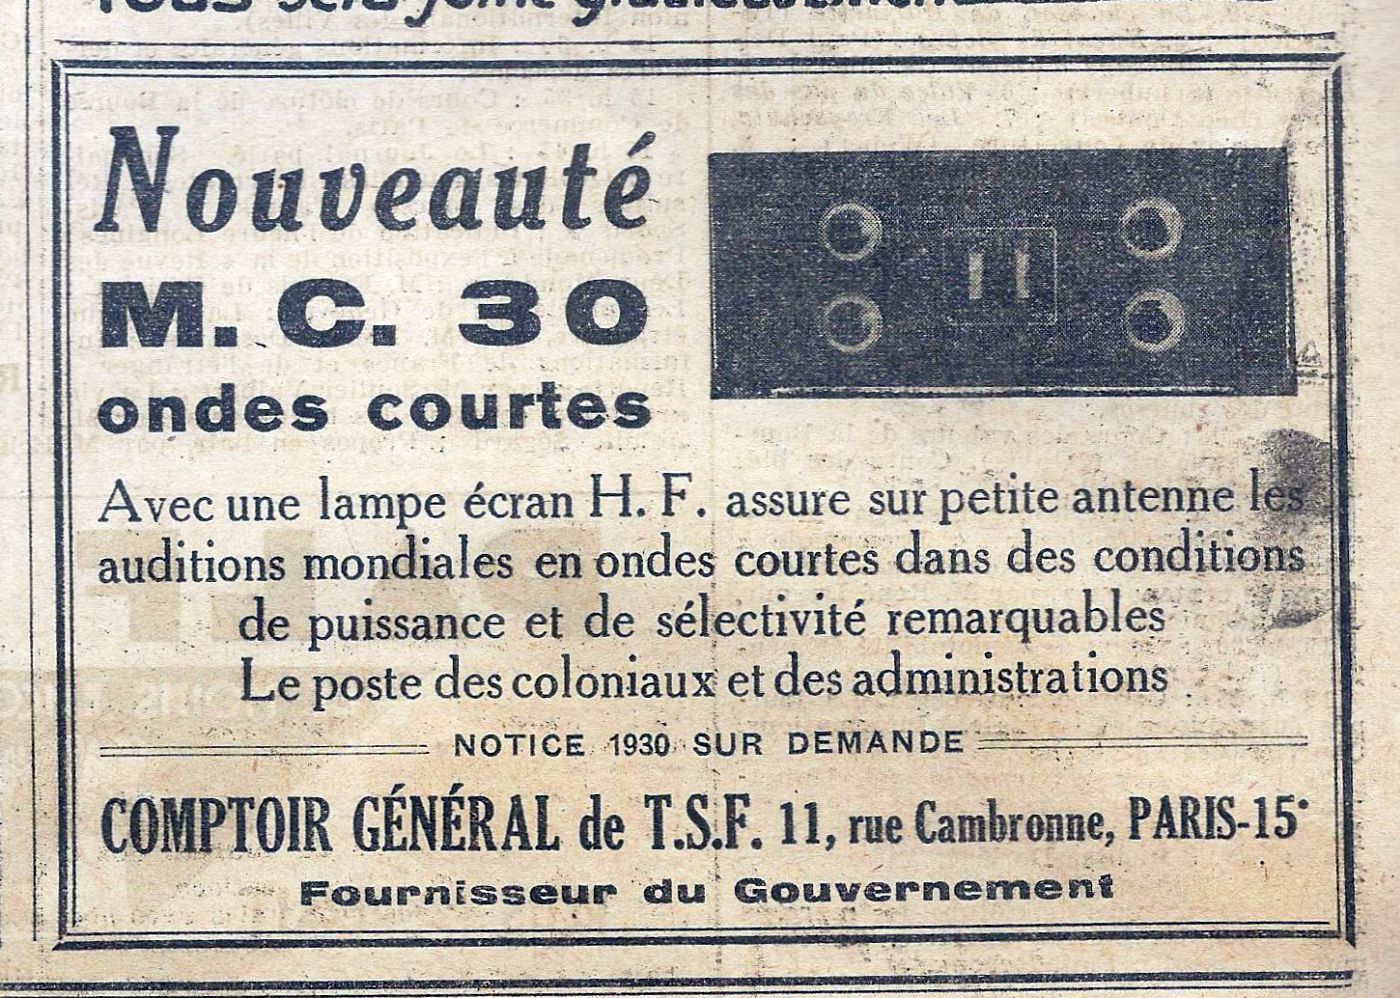 Nouveauté
M. C. 30
ondes courtes
Avec une lampe écran H. F. assure sur petite antenne les
auditions mondiales en ondes courtes dans des conditions
de puissance et de sélectivité remarquables
Le poste des coloniaux et des administrations
NOTICE 1930 SUR DEMANDE
COMPTOIR GÉNÉRAL de T.S.F. 11, rue Cambronne, PARIS-15ᵉ
Fournisseur du Gouvernement